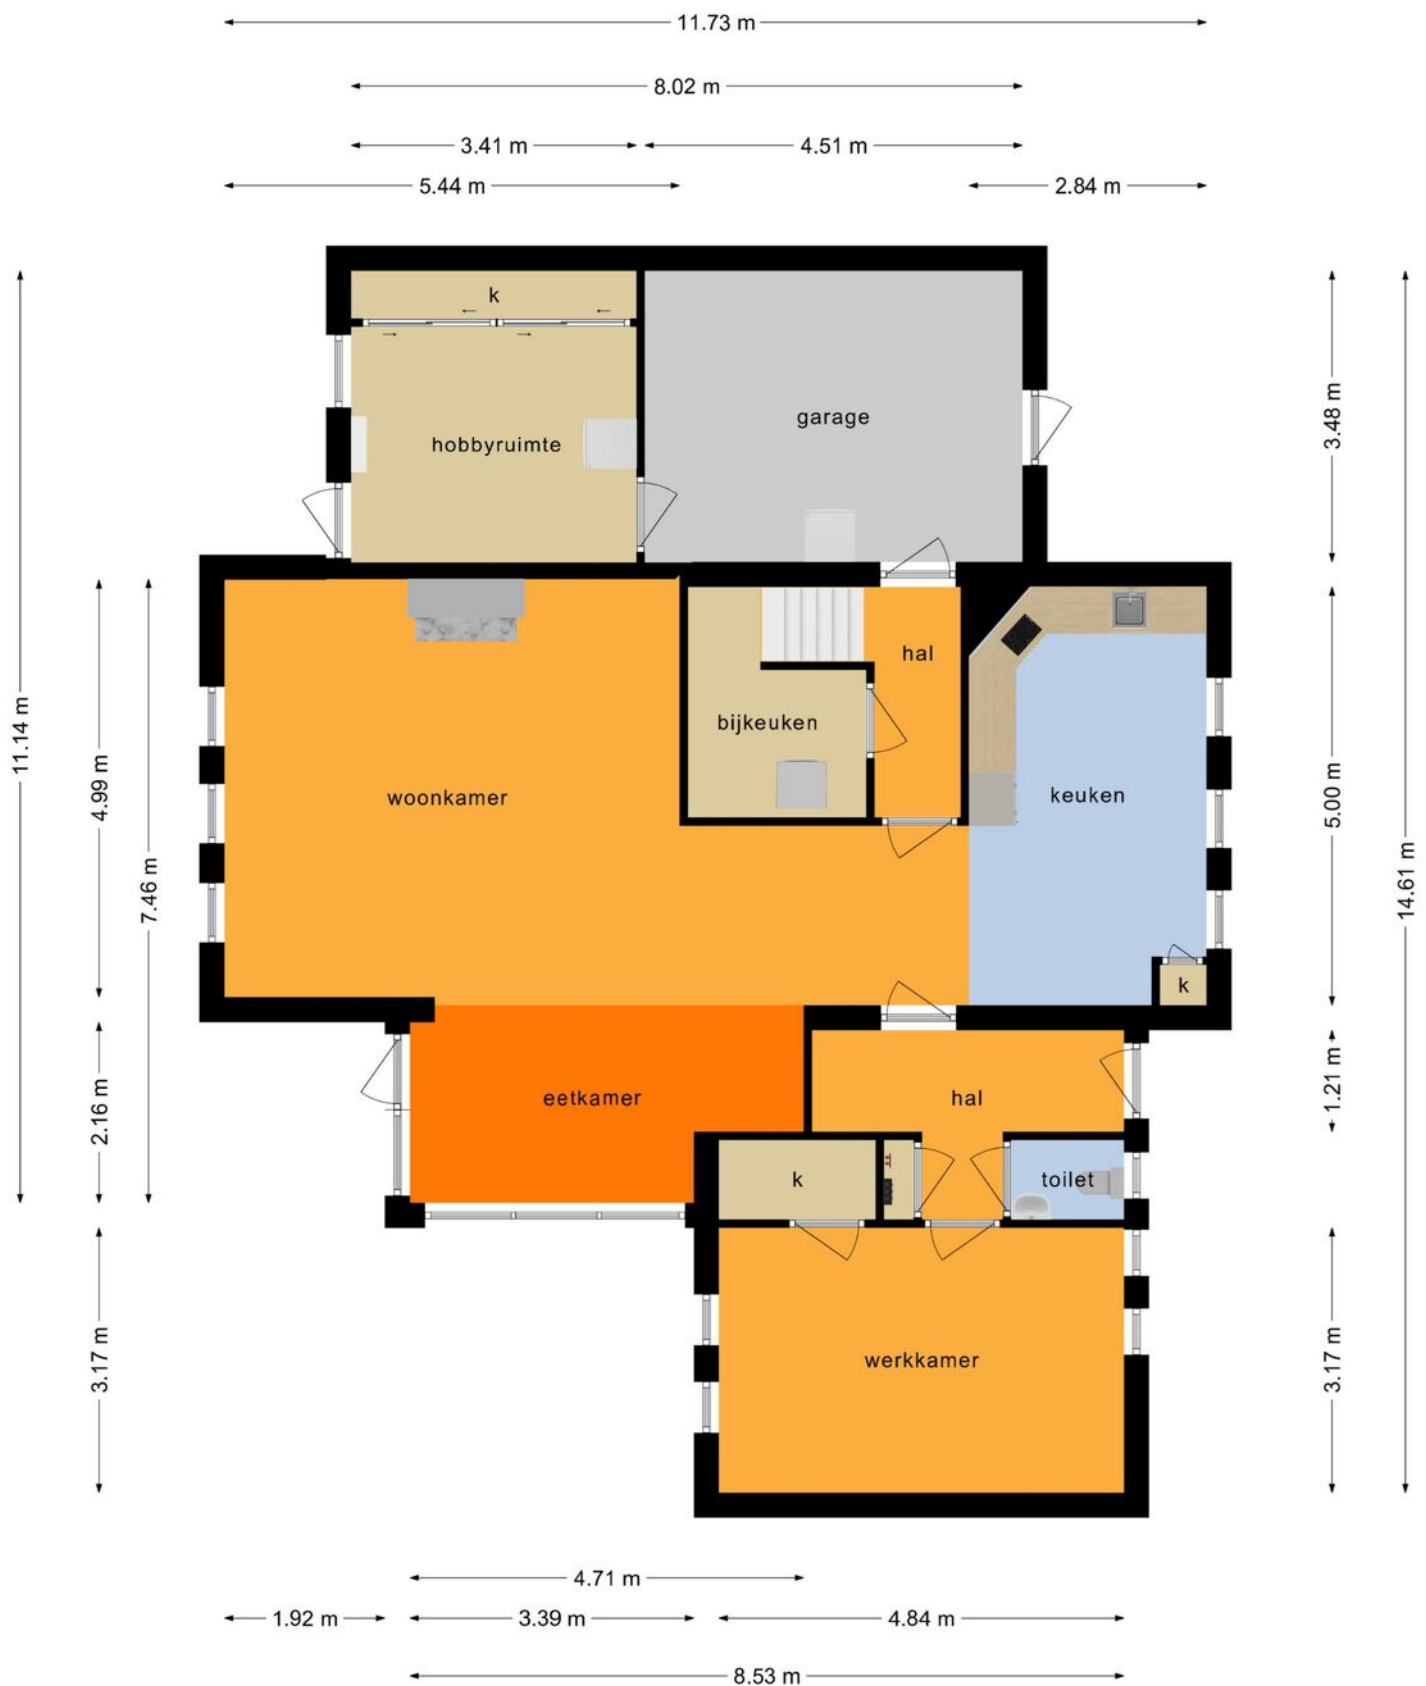 11.73 m
8.02 m
3.41 m
4.51 m
5.44 m
2.84 m
k
hobbyruimte
garage
3.48 m
11.14 m
4.99 m
7.46 m
woonkamer
bijkeuken
hal
keuken
5.00 m
14.61 m
k
2.16 m
eetkamer
hal
1.21 m
k
toilet
3.17 m
werkkamer
3.17 m
4.71 m
1.92 m
3.39 m
4.84 m
8.53 m